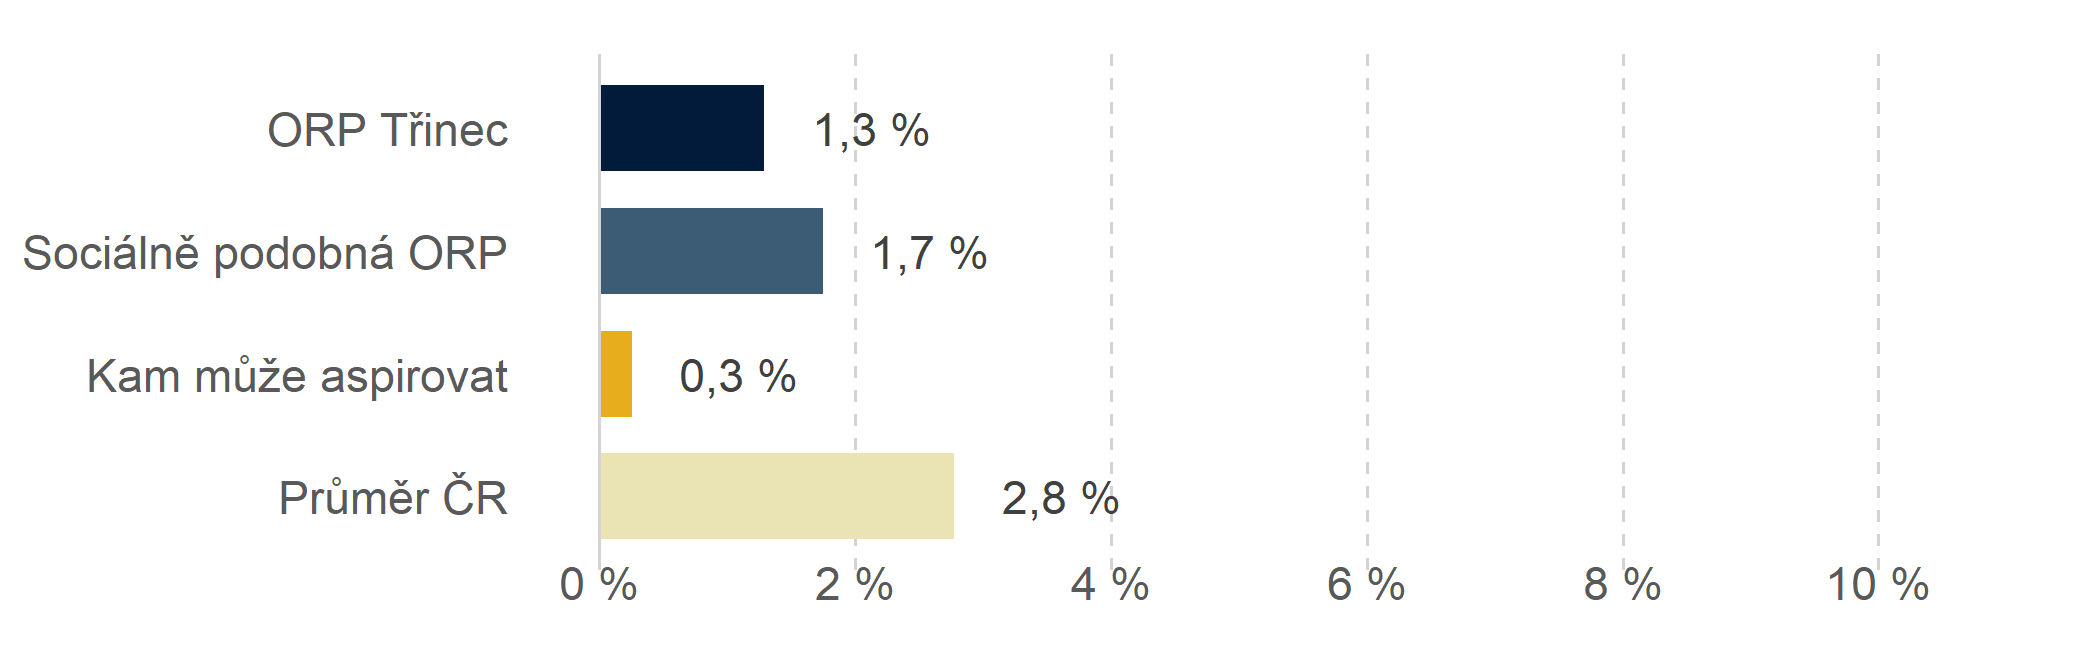 ORP Třinec
1,3 %
Sociálně podobná ORP
1,7 %
Kam může aspirovat
0,3 %
Průměr ČR
2,8 %
0 % 2 % 4 % 6 % 8 % 10 %